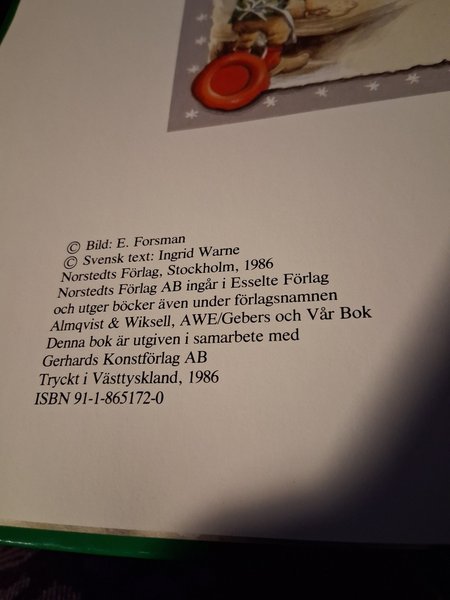 © Bild: E. Forsman
© Svensk text: Ingrid Warne
Norstedts Förlag, Stockholm, 1986
Norstedts Förlag AB ingår i Esselte Förlag
och utger böcker även under förlagsnamnen
Almqvist & Wiksell, AWE/Gebers och Vår Bok
Denna bok är utgiven i samarbete med
Gerhards Konstförlag AB
Tryckt i Västtyskland, 1986
ISBN 91-1-865172-0